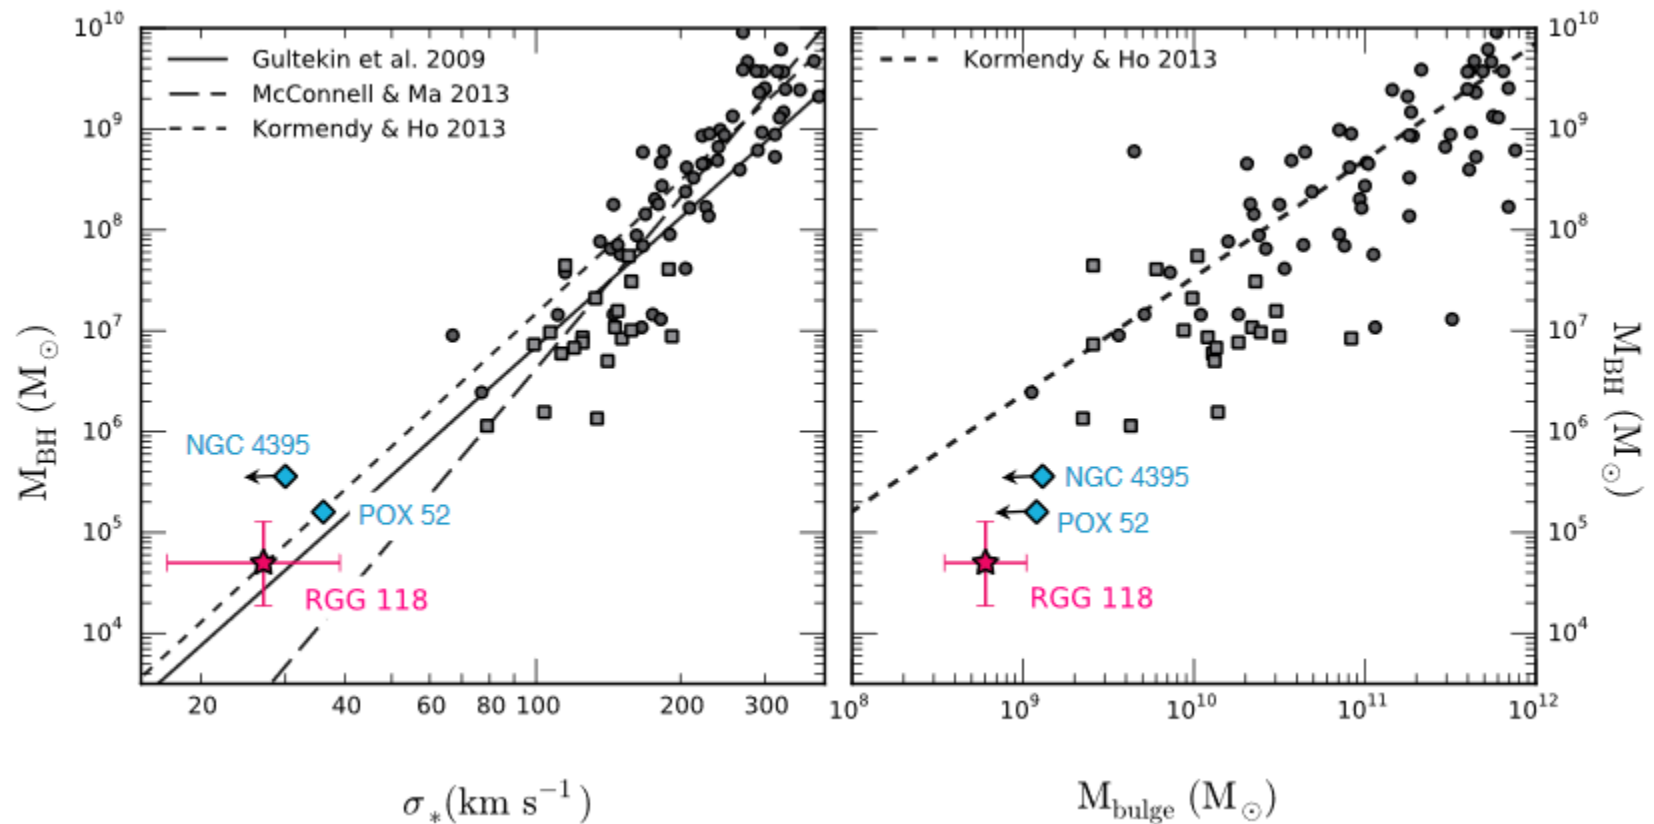 Gultekin et al. 2009
McConnell & Ma 2013
Kormendy & Ho 2013
10^10
10^9
10^8
10^7
10^6
10^5
10^4
M_BH (M_⊙)
NGC 4395
POX 52
RGG 118
20 40 60 80 100 200 300
σ_* (km s^−1)
Kormendy & Ho 2013
NGC 4395
POX 52
RGG 118
10^10
10^9
10^8
10^7
10^6
10^5
10^4
M_BH (M_⊙)
10^8 10^9 10^10 10^11 10^12
M_bulge (M_⊙)